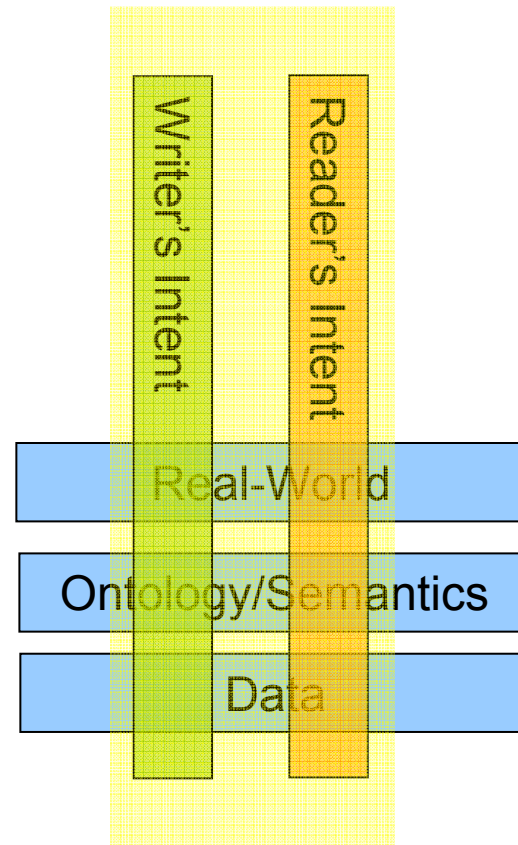 Writer's Intent
Reader's Intent
Real-World
Ontology/Semantics
Data